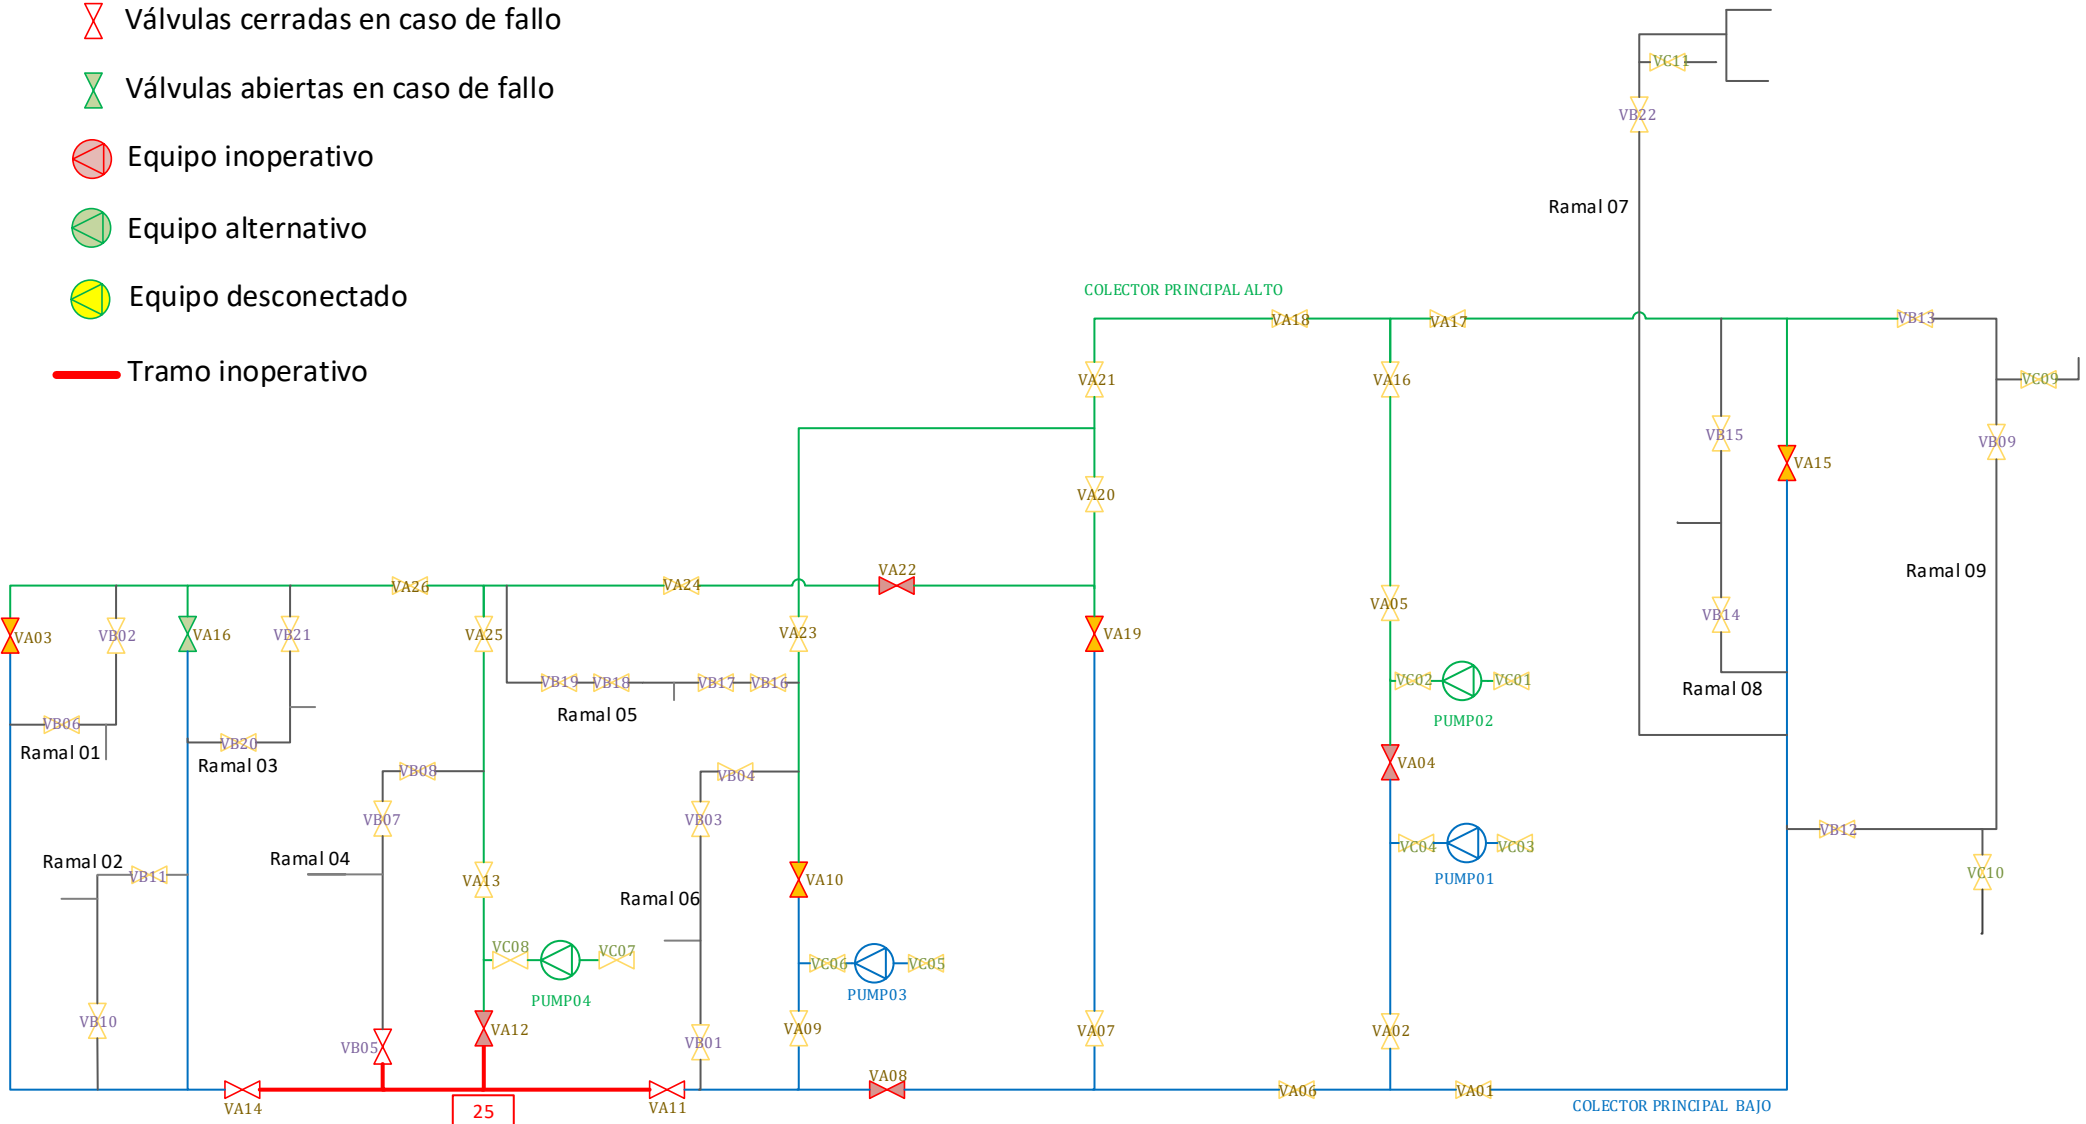 Válvulas cerradas en caso de fallo
Válvulas abiertas en caso de fallo
Equipo inoperativo
Equipo alternativo
Equipo desconectado
Tramo inoperativo
VC11
VB22
Ramal 07
COLECTOR PRINCIPAL ALTO
VA18
VA17
VB13
VA21
VA16
VC09
VB15
VB09
VA15
VA20
VA22
VA26
VA24
VA05
Ramal 09
VB14
VA03
VB02
VA16
VB21
VA25
VA23
VA19
VB19
VB18
VB17
VB16
VC02
VC01
Ramal 08
Ramal 05
PUMP02
VB06
Ramal 01
VB20
Ramal 03
VA04
VB08
VB04
VB07
VB03
VB12
VC04
VC03
Ramal 02
VB11
Ramal 04
VA13
VA10
PUMP01
VC10
Ramal 06
VC08
VC07
VC06
VC05
PUMP04
PUMP03
VB10
VA12
VA09
VA07
VA02
VB05
VB01
VA08
VA06
VA01
VA14
25
VA11
COLECTOR PRINCIPAL BAJO